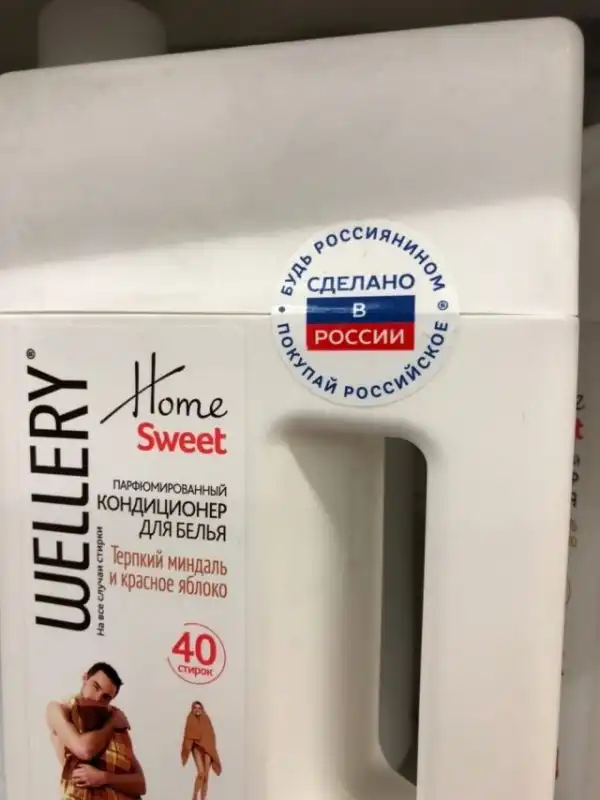 • БУДЬ РОССИЯНИНОМ ®
СДЕЛАНО
В
РОССИИ
ПОКУПАЙ РОССИЙСКОЕ
WELLERY®
На все случаи стирки
Home
Sweet
ПАРФЮМИРОВАННЫЙ
КОНДИЦИОНЕР
ДЛЯ БЕЛЬЯ
Терпкий миндаль
и красное яблоко
40
стирок